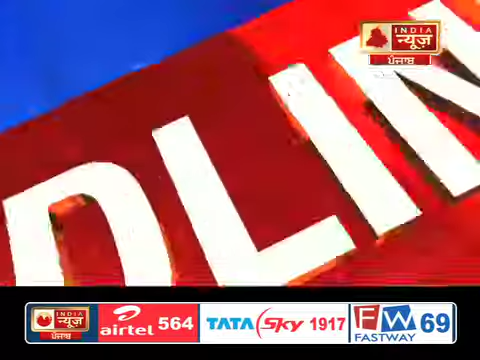 INDIA
न्यूज़
ਪੰਜਾਬ
DLIN
INDIA
न्यूज़
ਪੰਜਾਬ
airtel 564
TATA Sky 1917
FW 69
FASTWAY